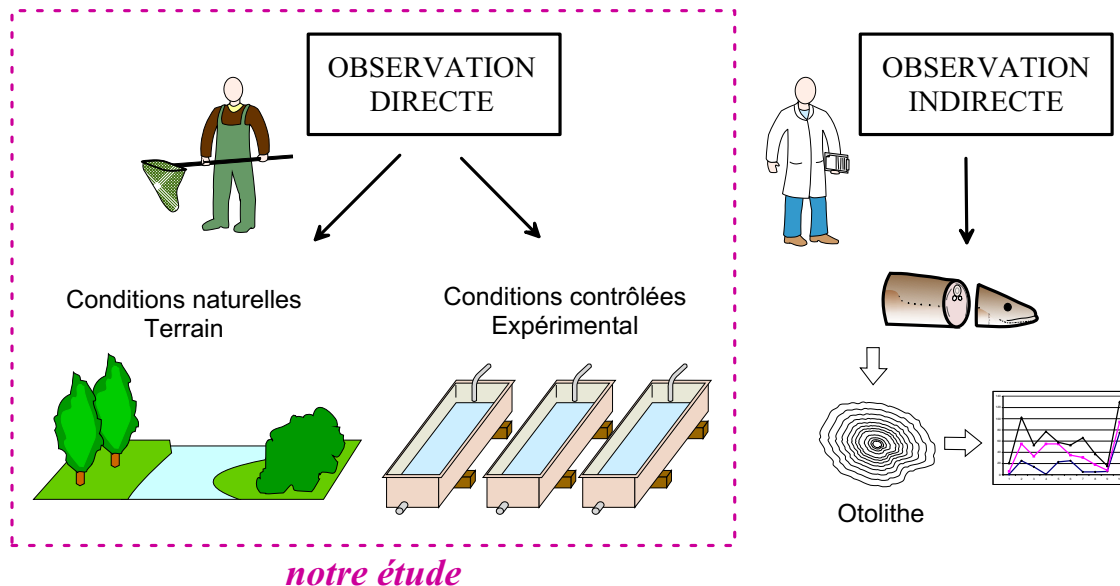 OBSERVATION
DIRECTE
OBSERVATION
INDIRECTE
Conditions naturelles
Terrain
Conditions contrôlées
Expérimental
Otolithe
notre étude